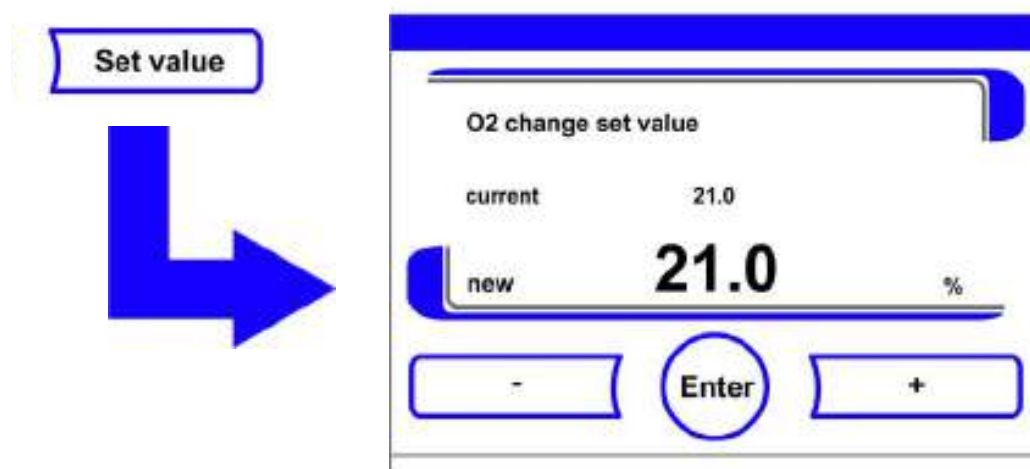 Set value
O2 change set value
current 21.0
new 21.0 %
- Enter +